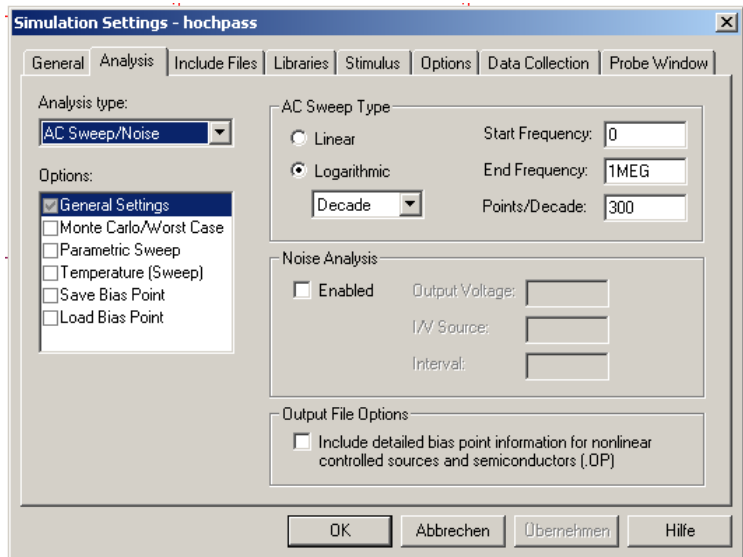 Simulation Settings - hochpass
General Analysis Include Files Libraries Stimulus Options Data Collection Probe Window
Analysis type:
AC Sweep/Noise
Options:
General Settings
Monte Carlo/Worst Case
Parametric Sweep
Temperature (Sweep)
Save Bias Point
Load Bias Point
AC Sweep Type
Linear
Logarithmic
Decade
Start Frequency: 0
End Frequency: 1MEG
Points/Decade: 300
Noise Analysis
Enabled
Output Voltage:
I/V Source:
Interval:
Output File Options
Include detailed bias point information for nonlinear
controlled sources and semiconductors (.OP)
OK Abbrechen Übernehmen Hilfe